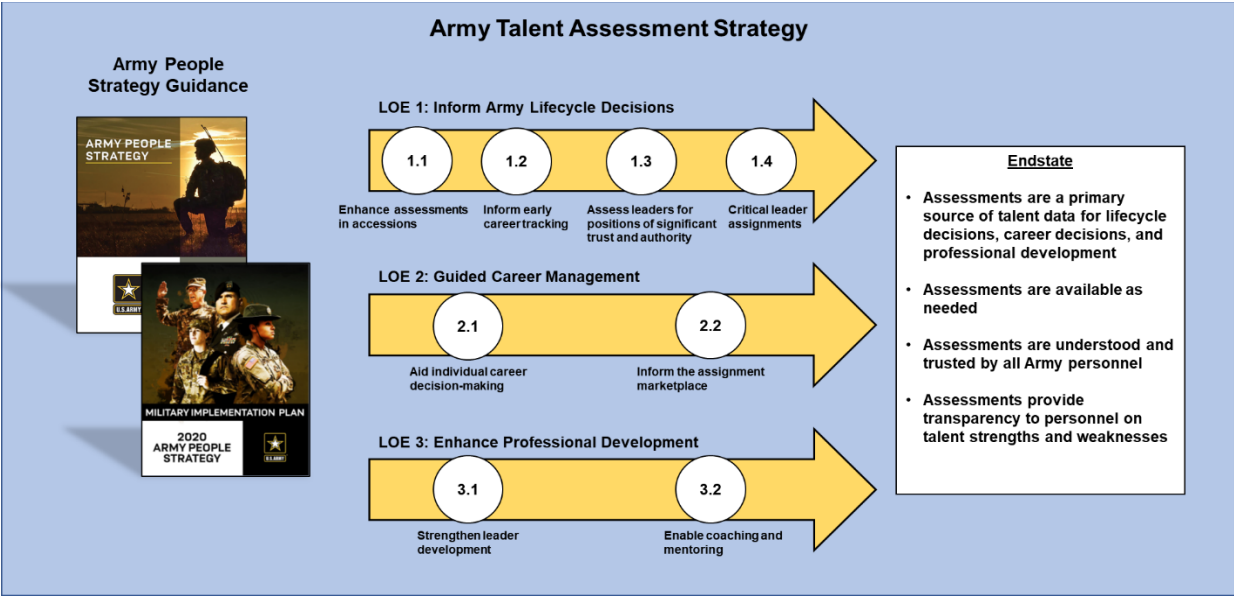 Army Talent Assessment Strategy
Army People
Strategy Guidance
ARMY PEOPLE
STRATEGY
U.S.ARMY
MILITARY IMPLEMENTATION PLAN
2020
ARMY PEOPLE
STRATEGY
U.S.ARMY
LOE 1: Inform Army Lifecycle Decisions
1.1
1.2
1.3
1.4
Enhance assessments
in accessions
Inform early
career tracking
Assess leaders for
positions of significant
trust and authority
Critical leader
assignments
LOE 2: Guided Career Management
2.1
2.2
Aid individual career
decision-making
Inform the assignment
marketplace
LOE 3: Enhance Professional Development
3.1
3.2
Strengthen leader
development
Enable coaching and
mentoring
Endstate
• Assessments are a primary
source of talent data for lifecycle
decisions, career decisions, and
professional development
• Assessments are available as
needed
• Assessments are understood and
trusted by all Army personnel
• Assessments provide
transparency to personnel on
talent strengths and weaknesses